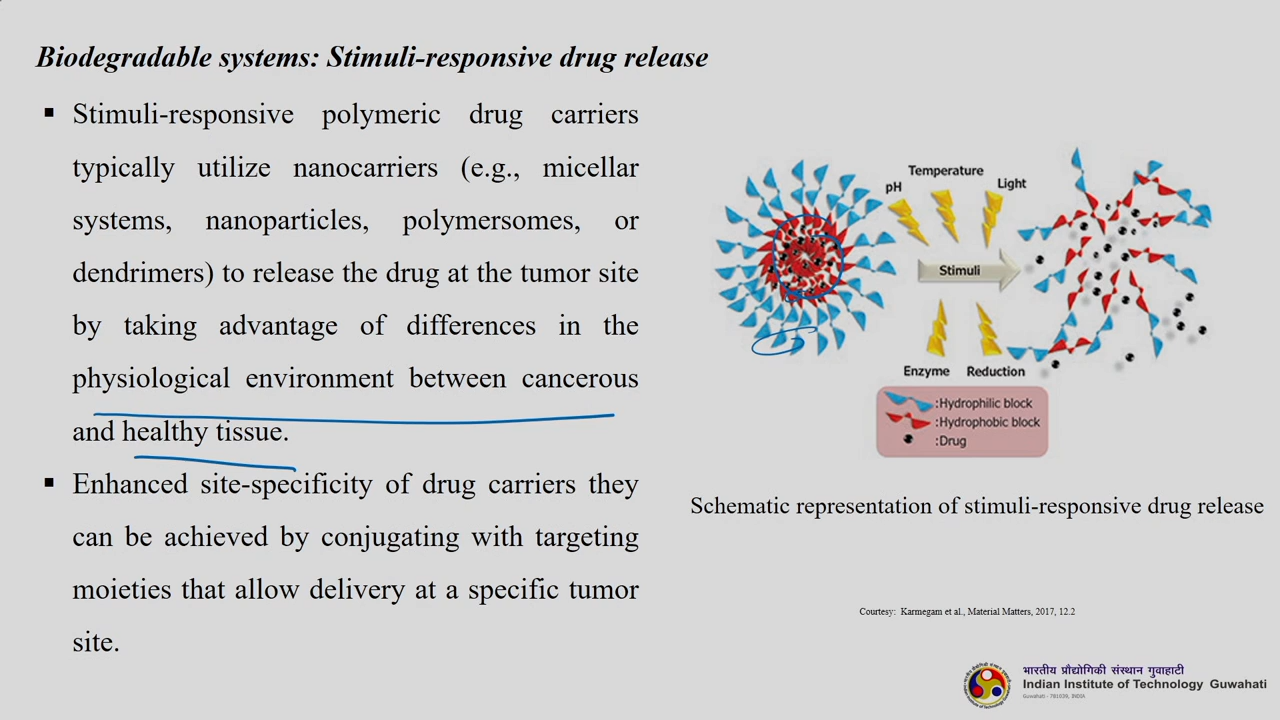 Biodegradable systems: Stimuli-responsive drug release
▪ Stimuli-responsive polymeric drug carriers
typically utilize nanocarriers (e.g., micellar
systems, nanoparticles, polymersomes, or
dendrimers) to release the drug at the tumor site
by taking advantage of differences in the
physiological environment between cancerous
and healthy tissue.
▪ Enhanced site-specificity of drug carriers they
can be achieved by conjugating with targeting
moieties that allow delivery at a specific tumor
site.
pH
Temperature
Light
Stimuli
Enzyme
Reduction
:Hydrophilic block
:Hydrophobic block
:Drug
Schematic representation of stimuli-responsive drug release
Courtesy: Karmegam et al., Material Matters, 2017, 12.2
भारतीय प्रौद्योगिकी संस्थान गुवाहाटी
Indian Institute of Technology Guwahati
Guwahati - 781039, INDIA